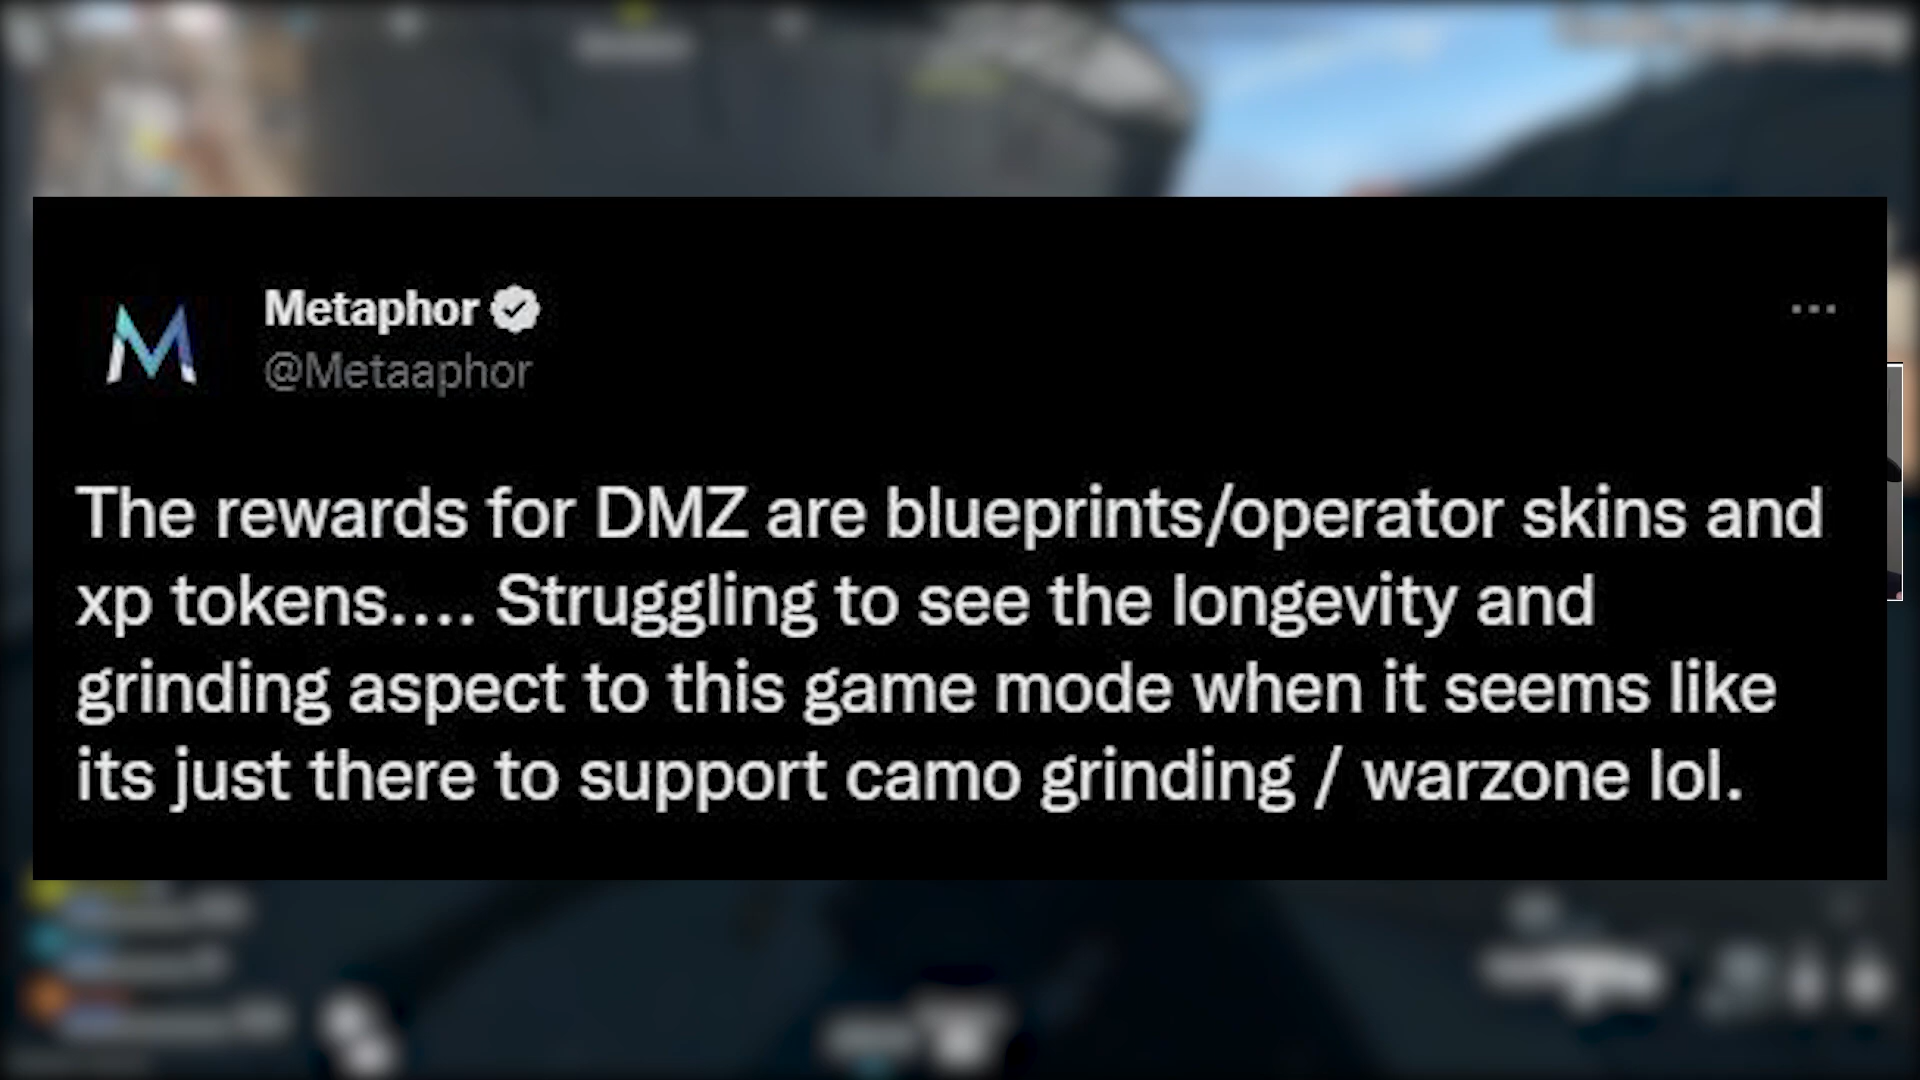 Metaphor
@Metaaphor
The rewards for DMZ are blueprints/operator skins and
xp tokens.... Struggling to see the longevity and
grinding aspect to this game mode when it seems like
its just there to support camo grinding / warzone lol.